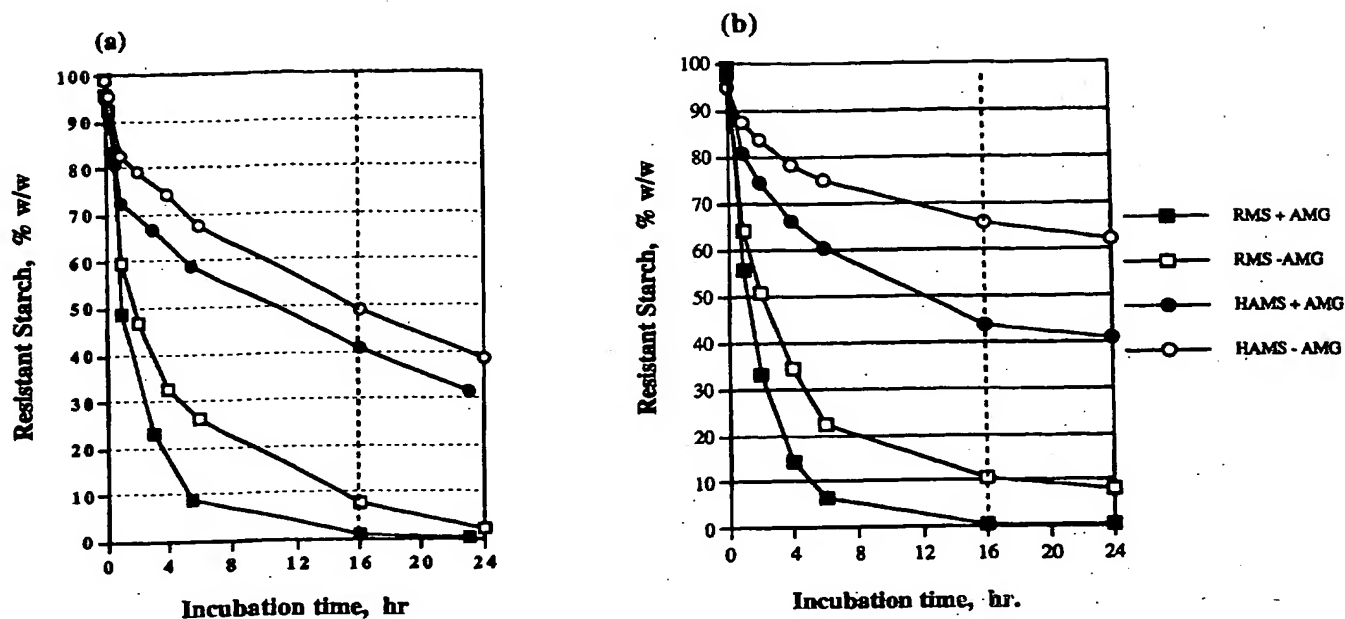 (a)
100
90
80
70
60
50
40
30
20
10
0
0 4 8 12 16 20 24
Resistant Starch, % w/w
Incubation time, hr
(b)
100
90
80
70
60
50
40
30
20
10
0
0 4 8 12 16 20 24
Resistant Starch, % w/w
Incubation time, hr.
RMS + AMG
RMS -AMG
HAMS + AMG
HAMS - AMG